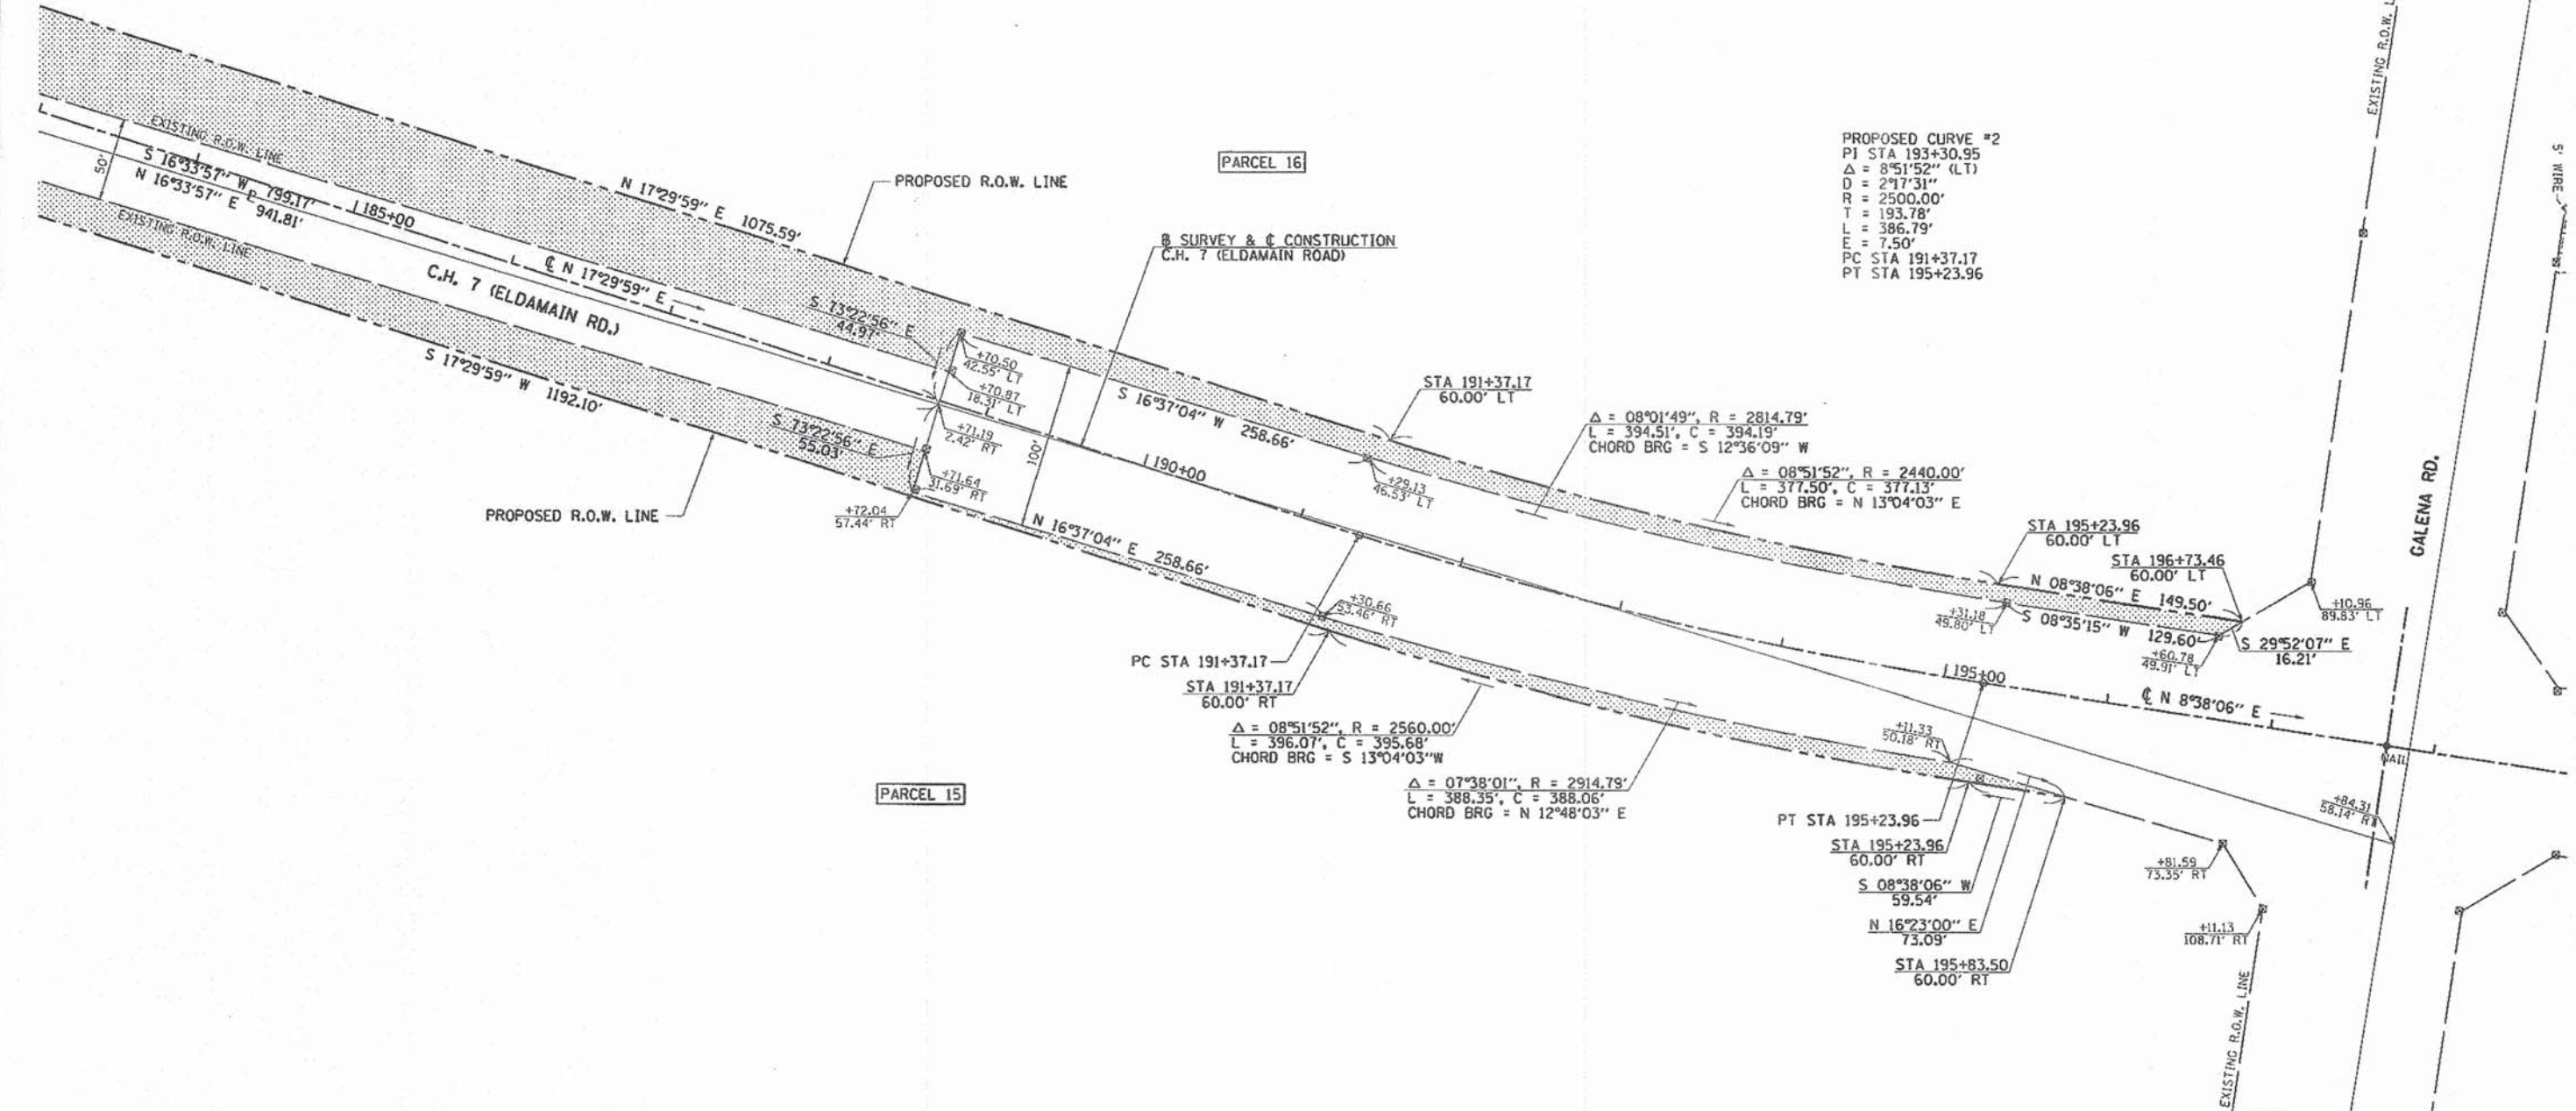 EXISTING R.O.W. LINE
50'
S 16°33'57" W 799.17'
N 16°33'57" E 941.81'
EXISTING R.O.W. LINE
185+00
C.H. 7 (ELDAMAIN RD.)
℄ N 17°29'59" E
N 17°29'59" E 1075.59'
PROPOSED R.O.W. LINE
S 17°29'59" W 1192.10'
PROPOSED R.O.W. LINE
PARCEL 16
B SURVEY & ℄ CONSTRUCTION
C.H. 7 (ELDAMAIN ROAD)
S 73°22'56" E
44.97'
+70.50
42.55' LT
+70.87
18.31' LT
+71.19
2.42' RT
S 73°22'56" E
55.03'
+71.64
31.69' RT
+72.04
57.44' RT
100'
S 16°37'04" W 258.66'
190+00
N 16°37'04" E 258.66'
STA 191+37.17
60.00' LT
+29.13
46.53' LT
+30.66
53.46' RT
PC STA 191+37.17
STA 191+37.17
60.00' RT
Δ = 08°51'52", R = 2560.00'
L = 396.07', C = 395.68'
CHORD BRG = S 13°04'03"W
Δ = 07°38'01", R = 2914.79'
L = 388.35', C = 388.06'
CHORD BRG = N 12°48'03" E
PARCEL 15
Δ = 08°01'49", R = 2814.79'
L = 394.51', C = 394.19'
CHORD BRG = S 12°36'09" W
Δ = 08°51'52", R = 2440.00'
L = 377.50', C = 377.13'
CHORD BRG = N 13°04'03" E
PROPOSED CURVE #2
PI STA 193+30.95
Δ = 8°51'52" (LT)
D = 2°17'31"
R = 2500.00'
T = 193.78'
L = 386.79'
E = 7.50'
PC STA 191+37.17
PT STA 195+23.96
STA 195+23.96
60.00' LT
STA 196+73.46
60.00' LT
N 08°38'06" E 149.50'
+31.18
49.80' LT
S 08°35'15" W 129.60'
+60.78
49.91' LT
S 29°52'07" E
16.21'
+10.96
89.83' LT
195+00
℄ N 8°38'06" E
+11.33
50.18' RT
PT STA 195+23.96
STA 195+23.96
60.00' RT
S 08°38'06" W
59.54'
N 16°23'00" E
73.09'
STA 195+83.50
60.00' RT
+81.59
73.35' RT
+11.13
108.71' RT
+84.31
58.14' RT
NAIL
GALENA RD.
EXISTING R.O.W. L
5' WIRE
EXISTING R.O.W. LINE